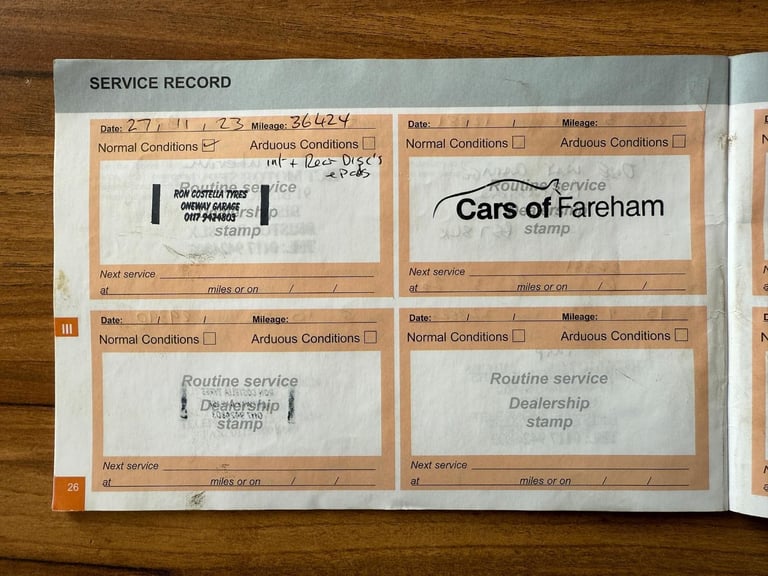 SERVICE RECORD
Date: 27 , 11 , 23 Mileage: 36424
Normal Conditions Arduous Conditions
int + Rear Disc's
+ Pads
Routine service
Dealership
stamp
RON COSTELLA TYRES
ONEWAY GARAGE
0117 9424803
Next service
at miles or on / /
Date: / / Mileage:
Normal Conditions Arduous Conditions
Routine service
Dealership
stamp
Cars of Fareham
Next service
at miles or on / /
III
Date: / / Mileage:
Normal Conditions Arduous Conditions
Routine service
Dealership
stamp
Next service
at miles or on / /
Date: / / Mileage:
Normal Conditions Arduous Conditions
Routine service
Dealership
stamp
Next service
at miles or on / /
26